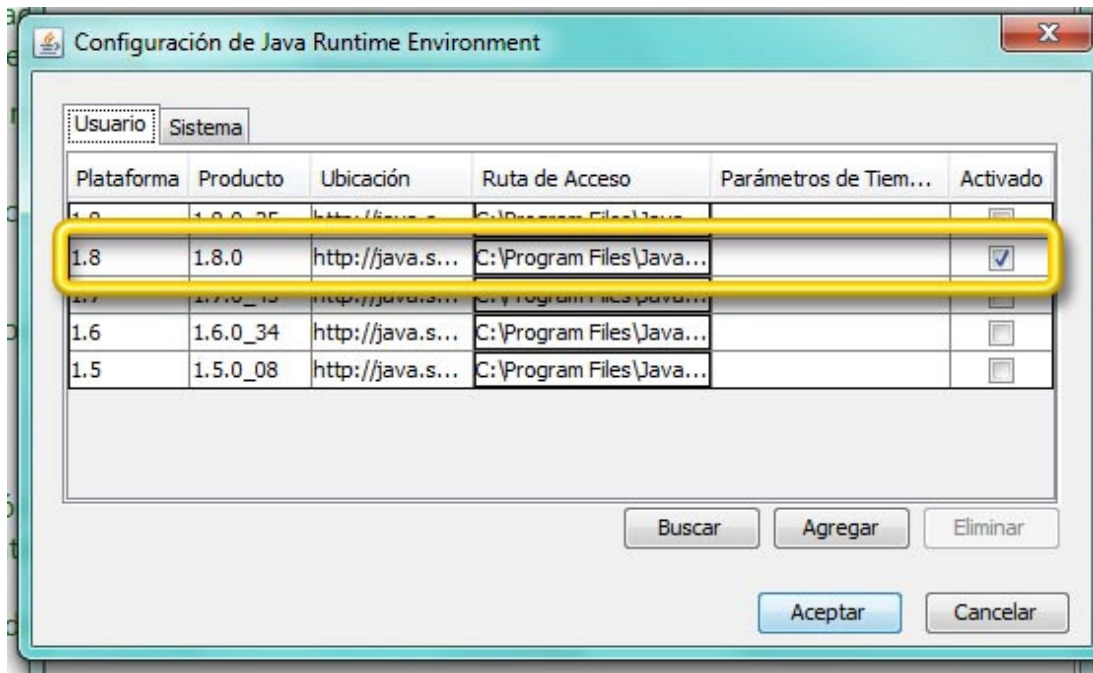 Configuración de Java Runtime Environment
Usuario Sistema
Plataforma Producto Ubicación Ruta de Acceso Parámetros de Tiem... Activado
1.8 1.8.0 http://java.s... C:\Program Files\Java...
1.6 1.6.0_34 http://java.s... C:\Program Files\Java...
1.5 1.5.0_08 http://java.s... C:\Program Files\Java...
Buscar Agregar Eliminar
Aceptar Cancelar